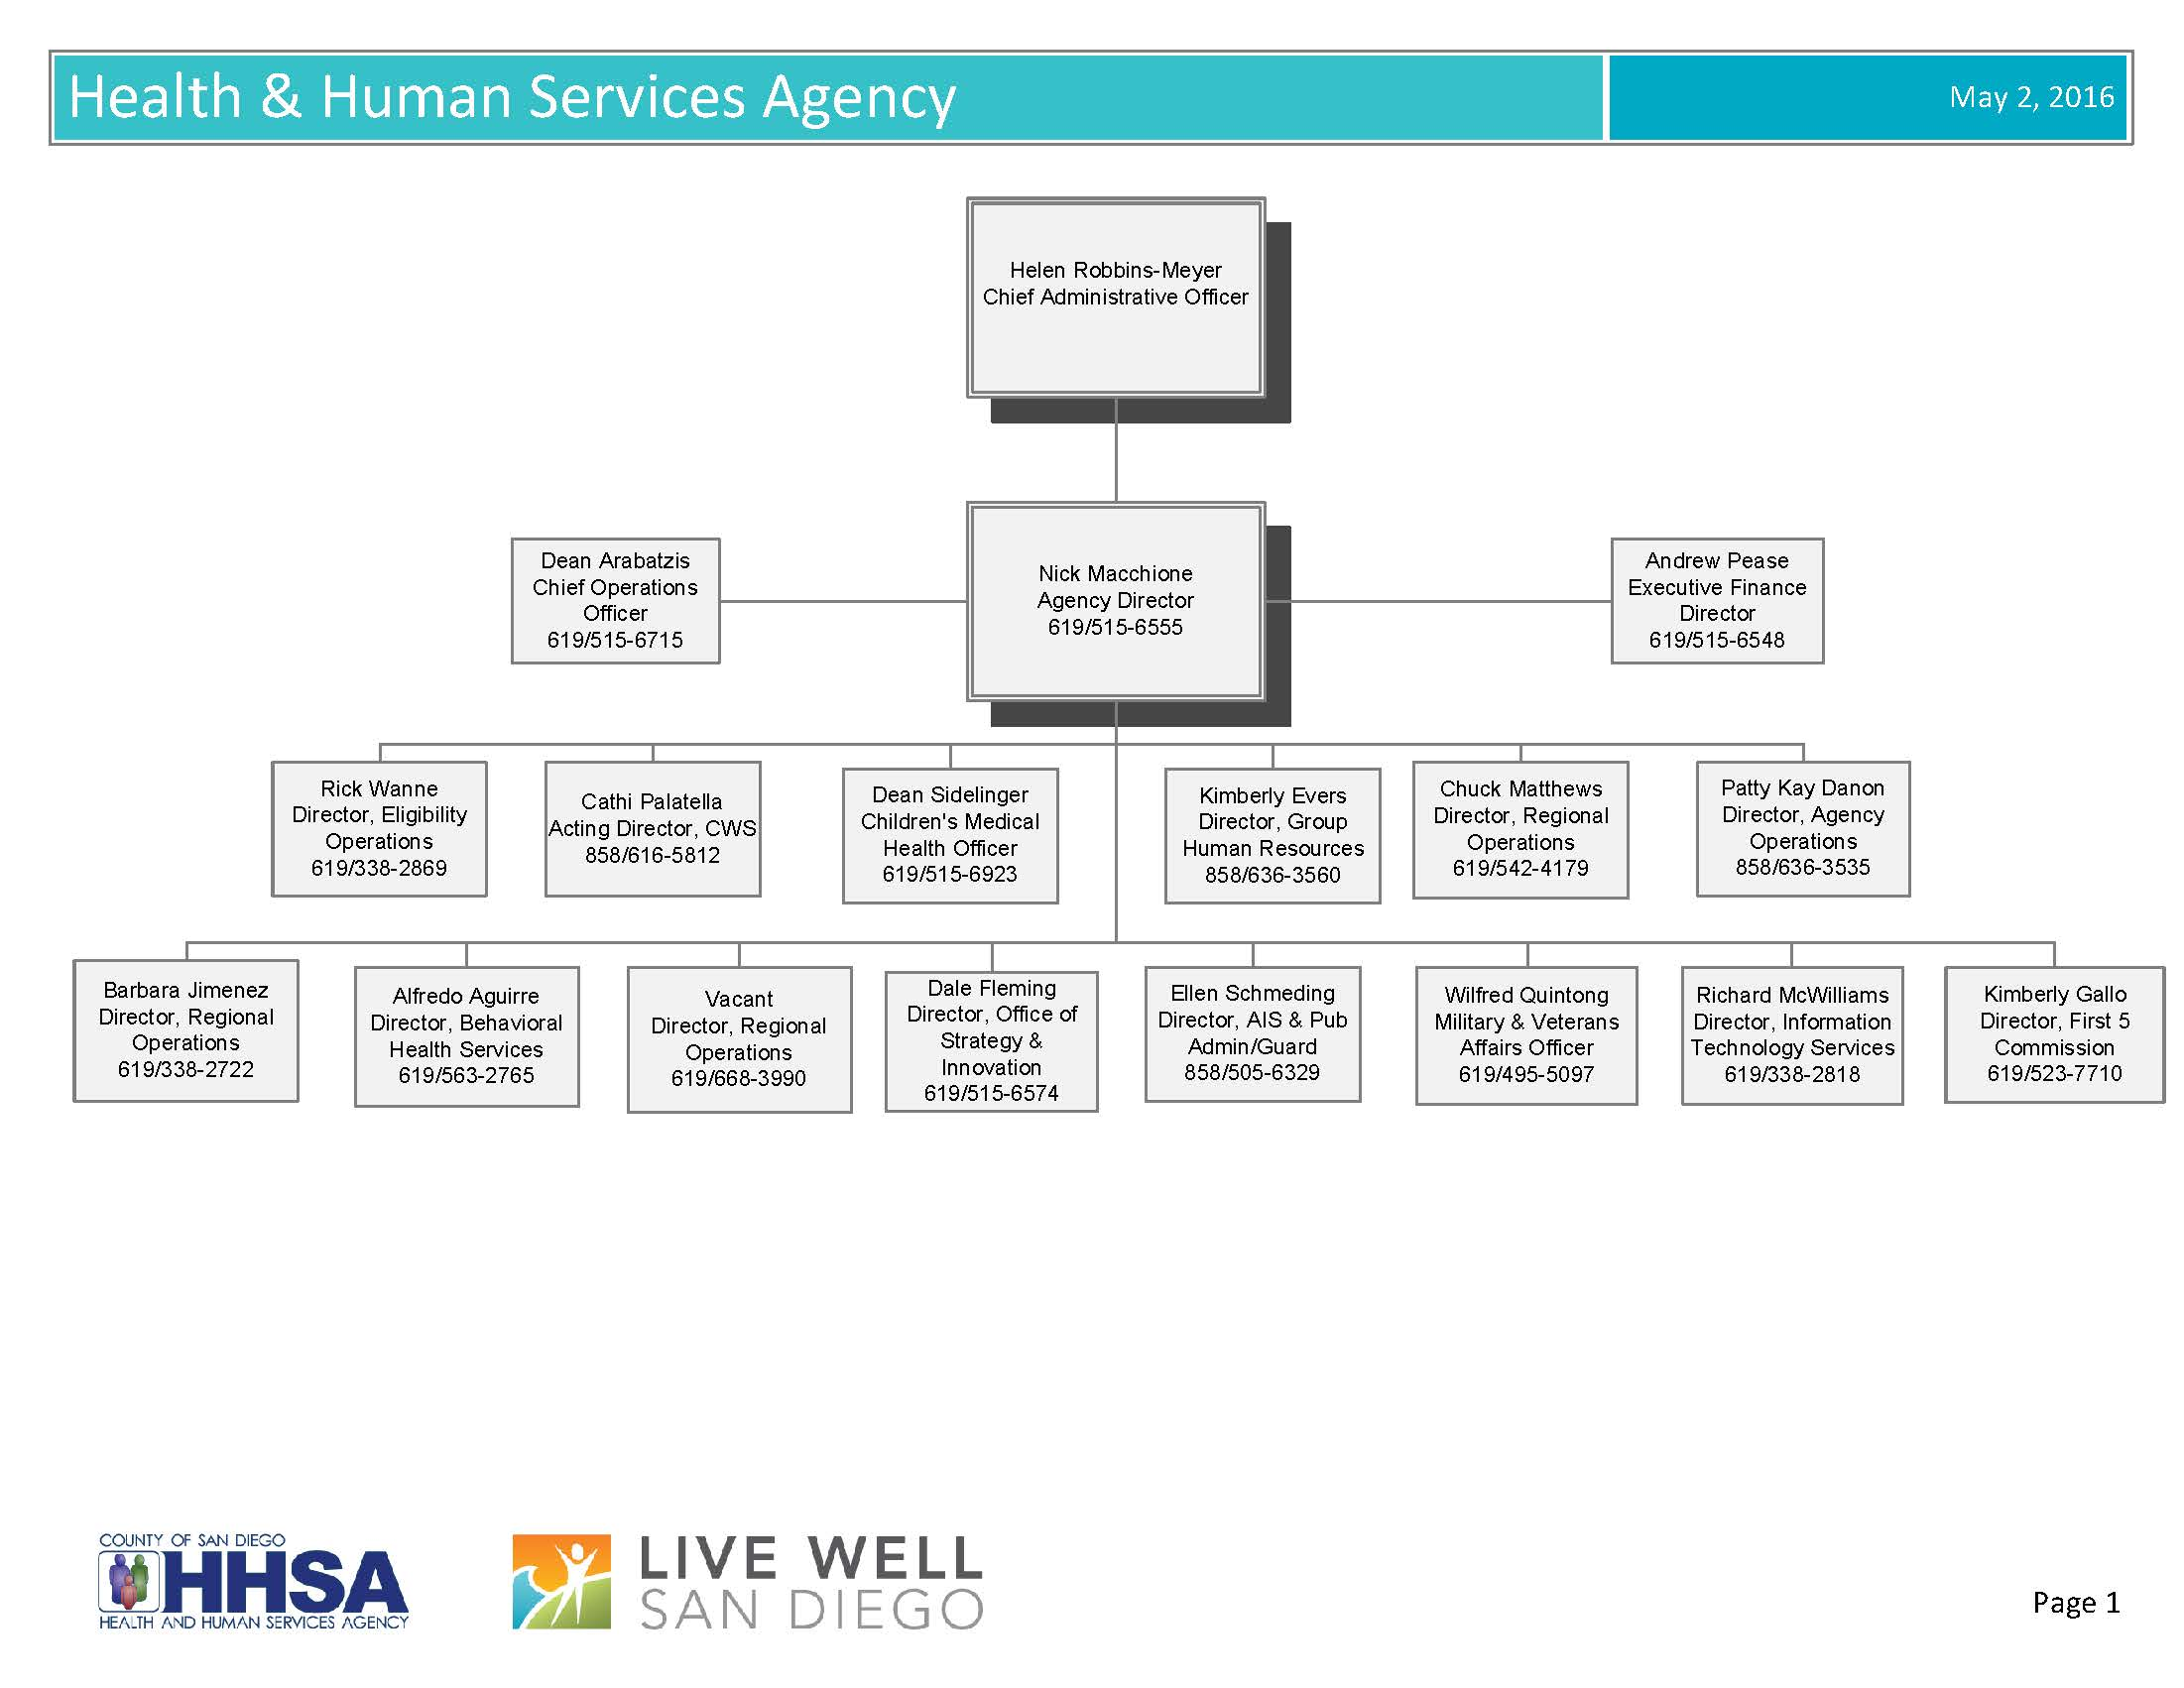 Health & Human Services Agency
May 2, 2016
Helen Robbins-Meyer
Chief Administrative Officer
Dean Arabatzis
Chief Operations
Officer
619/515-6715
Nick Macchione
Agency Director
619/515-6555
Andrew Pease
Executive Finance
Director
619/515-6548
Rick Wanne
Director, Eligibility
Operations
619/338-2869
Cathi Palatella
Acting Director, CWS
858/616-5812
Dean Sidelinger
Children's Medical
Health Officer
619/515-6923
Kimberly Evers
Director, Group
Human Resources
858/636-3560
Chuck Matthews
Director, Regional
Operations
619/542-4179
Patty Kay Danon
Director, Agency
Operations
858/636-3535
Barbara Jimenez
Director, Regional
Operations
619/338-2722
Alfredo Aguirre
Director, Behavioral
Health Services
619/563-2765
Vacant
Director, Regional
Operations
619/668-3990
Dale Fleming
Director, Office of
Strategy &
Innovation
619/515-6574
Ellen Schmeding
Director, AIS & Pub
Admin/Guard
858/505-6329
Wilfred Quintong
Military & Veterans
Affairs Officer
619/495-5097
Richard McWilliams
Director, Information
Technology Services
619/338-2818
Kimberly Gallo
Director, First 5
Commission
619/523-7710
COUNTY OF SAN DIEGO
HHSA
HEALTH AND HUMAN SERVICES AGENCY
LIVE WELL
SAN DIEGO
Page 1